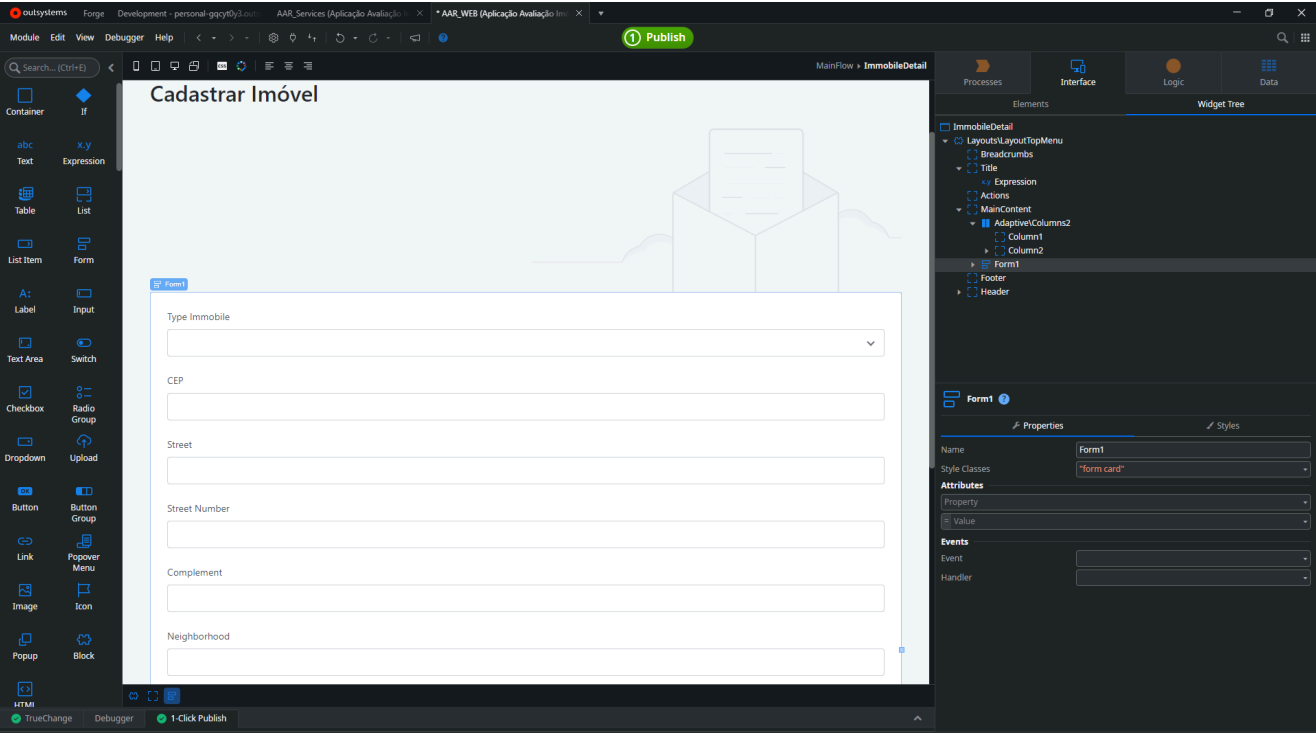 outsystems Forge Development - personal-gqcyt0y3.outs AAR_Services (Aplicação Avaliação I * AAR_WEB (Aplicação Avaliação Imó
Module Edit View Debugger Help 1 Publish
Search... (Ctrl+E) MainFlow ▸ ImmobileDetail
Container If
Text Expression
Table List
List Item Form
Label Input
Text Area Switch
Checkbox Radio Group
Dropdown Upload
Button Button Group
Link Popover Menu
Image Icon
Popup Block
HTML
Cadastrar Imóvel
Form1
Type Immobile
CEP
Street
Street Number
Complement
Neighborhood
Processes Interface Logic Data
Elements Widget Tree
ImmobileDetail
Layouts\LayoutTopMenu
Breadcrumbs
Title
x.y Expression
Actions
MainContent
Adaptive\Columns2
Column1
Column2
Form1
Footer
Header
Form1 ?
Properties Styles
Name Form1
Style Classes "form card"
Attributes
Property
= Value
Events
Event
Handler
TrueChange Debugger 1-Click Publish